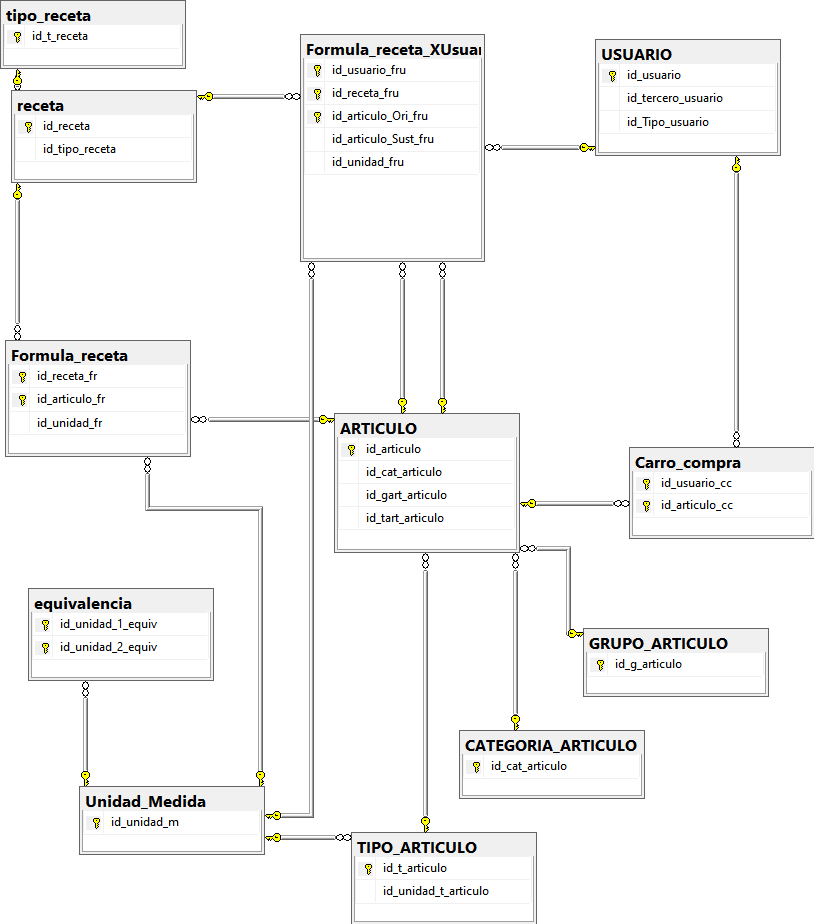 tipo_receta
id_t_receta
receta
id_receta
id_tipo_receta
Formula_receta_XUsuar
id_usuario_fru
id_receta_fru
id_articulo_Ori_fru
id_articulo_Sust_fru
id_unidad_fru
USUARIO
id_usuario
id_tercero_usuario
id_Tipo_usuario
Formula_receta
id_receta_fr
id_articulo_fr
id_unidad_fr
ARTICULO
id_articulo
id_cat_articulo
id_gart_articulo
id_tart_articulo
Carro_compra
id_usuario_cc
id_articulo_cc
equivalencia
id_unidad_1_equiv
id_unidad_2_equiv
GRUPO_ARTICULO
id_g_articulo
CATEGORIA_ARTICULO
id_cat_articulo
Unidad_Medida
id_unidad_m
TIPO_ARTICULO
id_t_articulo
id_unidad_t_articulo